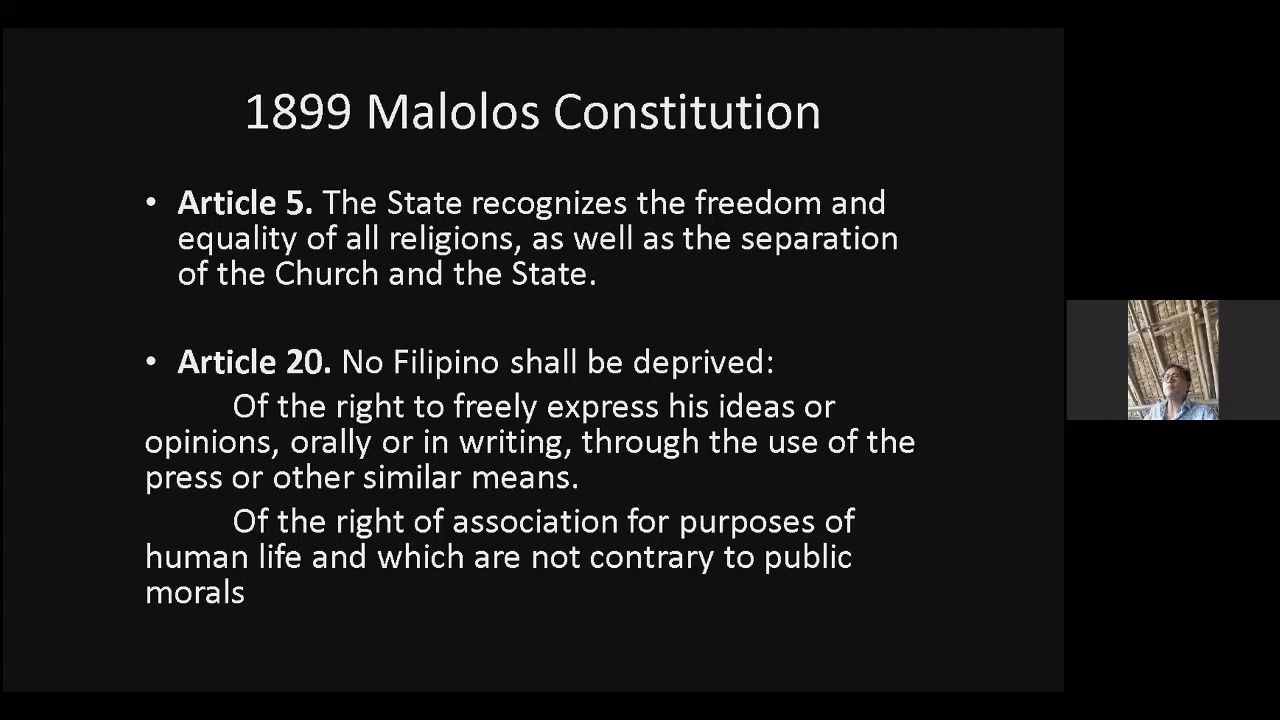 1899 Malolos Constitution
• Article 5. The State recognizes the freedom and
equality of all religions, as well as the separation
of the Church and the State.
• Article 20. No Filipino shall be deprived:
Of the right to freely express his ideas or
opinions, orally or in writing, through the use of the
press or other similar means.
Of the right of association for purposes of
human life and which are not contrary to public
morals